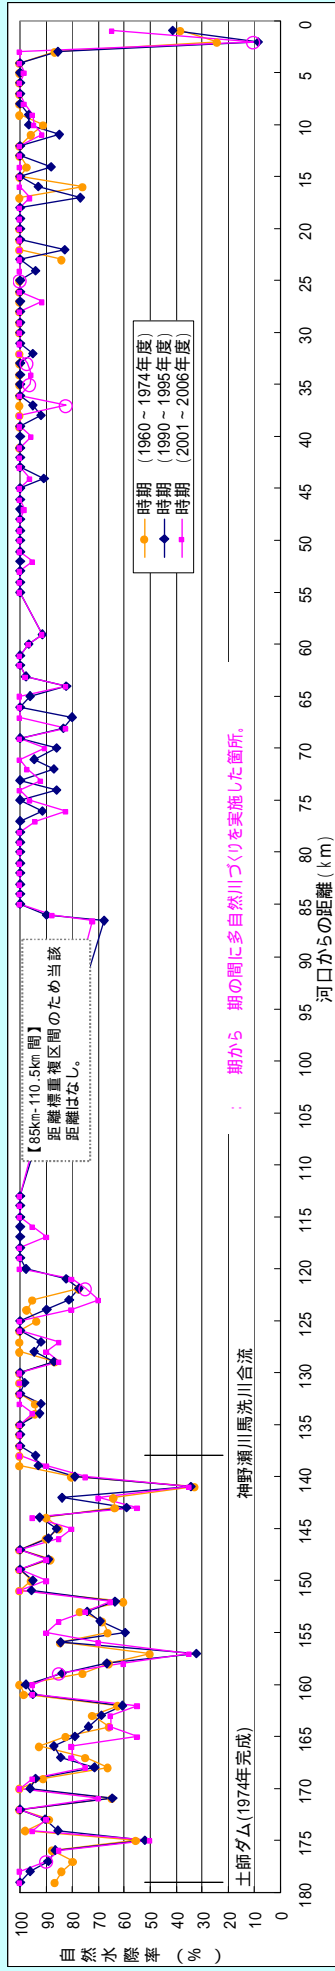 自然水際率（%）
100
90
80
70
60
50
40
30
20
10
0
【85km-110.5km間】
距離標重複区間のため当該
距離はなし。
時期　(1960～1974年度)
時期　(1990～1995年度)
時期　(2001～2006年度)
：　期から　期の間に多自然川づくりを実施した箇所。
土師ダム(1974年完成)
神野瀬川馬洗川合流
180 175 170 165 160 155 150 145 140 135 130 125 120 115 110 105 100 95 90 85 80 75 70 65 60 55 50 45 40 35 30 25 20 15 10 5 0
河口からの距離(km)